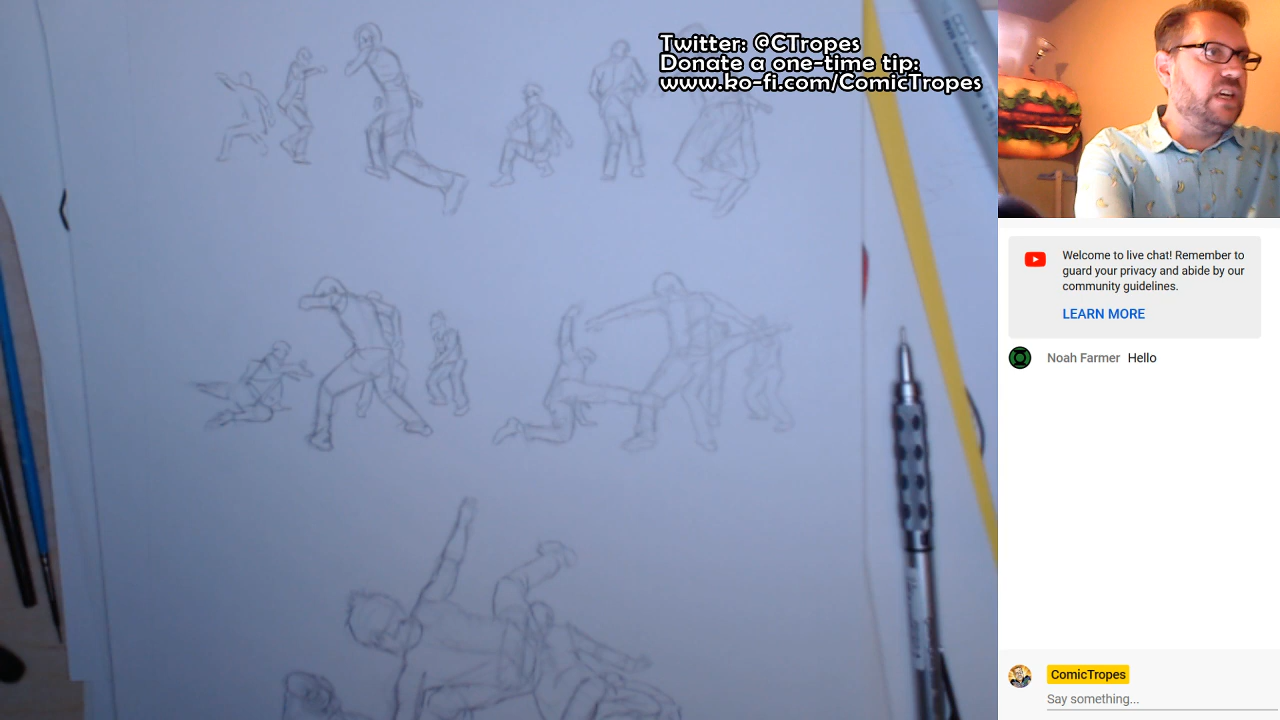 Twitter: @CTropes
Donate a one-time tip:
www.ko-fi.com/ComicTropes
Welcome to live chat! Remember to
guard your privacy and abide by our
community guidelines.
LEARN MORE
Noah Farmer Hello
ComicTropes
Say something...